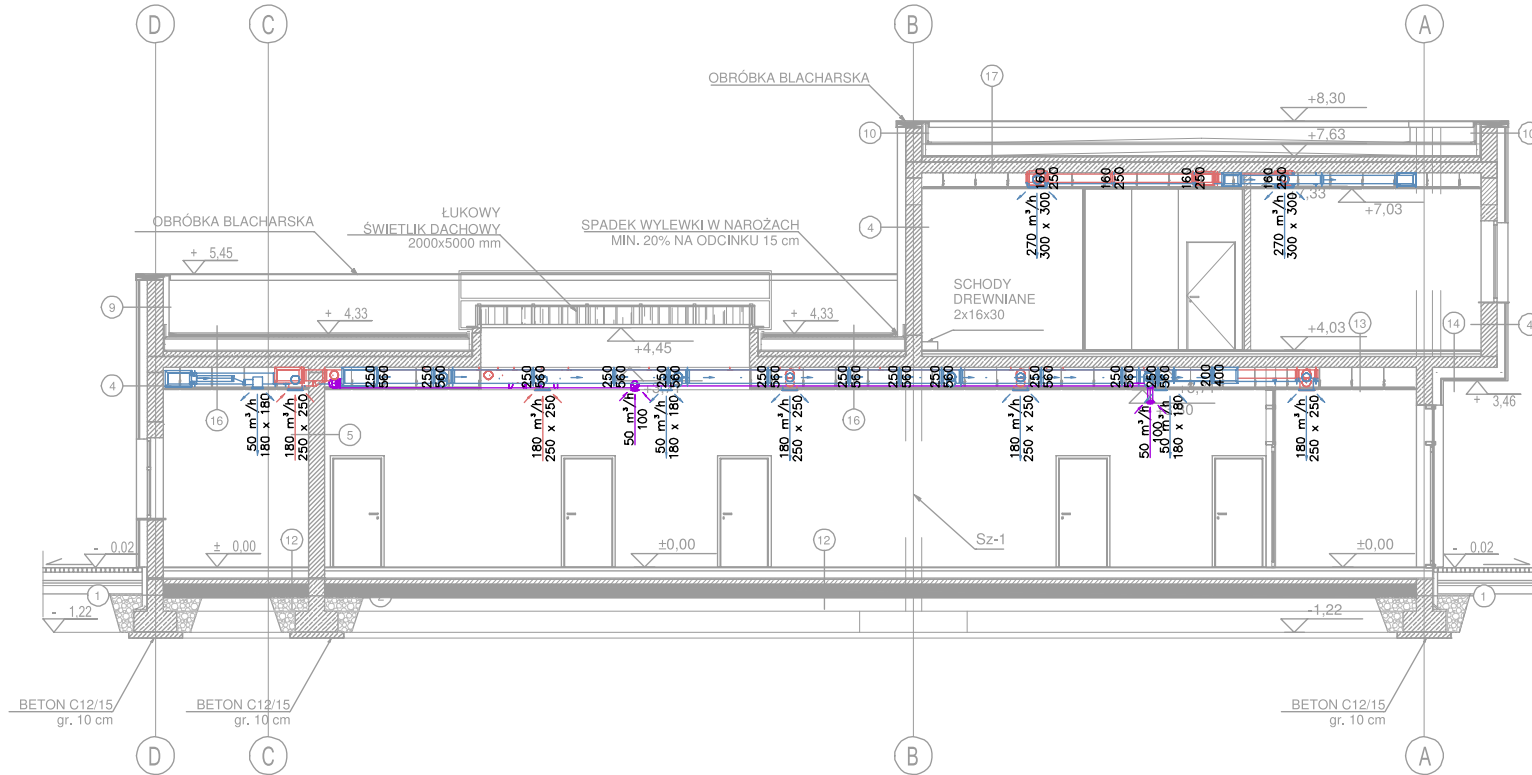 D
C
B
A
OBRÓBKA BLACHARSKA
17
+8,30
10
+7,63
10
160
250
160
250
160
250
160
250
7,33
+7,03
OBRÓBKA BLACHARSKA
ŁUKOWY
ŚWIETLIK DACHOWY
2000x5000 mm
SPADEK WYLEWKI W NAROŻACH
MIN. 20% NA ODCINKU 15 cm
4
270 m³/h
300 x 300
270 m³/h
300 x 300
+ 5,45
SCHODY
DREWNIANE
2x16x30
9
+ 4,33
+ 4,33
+4,45
+4,03
13
14
4
4
250
560
250
560
250
560
250
560
250
560
250
560
250
560
250
560
250
560
250
560
250
560
250
560
200
400
+ 3,46
16
5
16
50 m³/h
180 x 180
180 m³/h
250 x 250
180 m³/h
250 x 250
50 m³/h
100
50 m³/h
180 x 180
180 m³/h
250 x 250
180 m³/h
250 x 250
50 m³/h
100
50 m³/h
180 x 180
180 m³/h
250 x 250
Sz-1
- 0,02
± 0,00
12
±0,00
12
±0,00
- 0,02
1
2
1
- 1,22
-1,22
BETON C12/15
gr. 10 cm
BETON C12/15
gr. 10 cm
BETON C12/15
gr. 10 cm
D
C
B
A